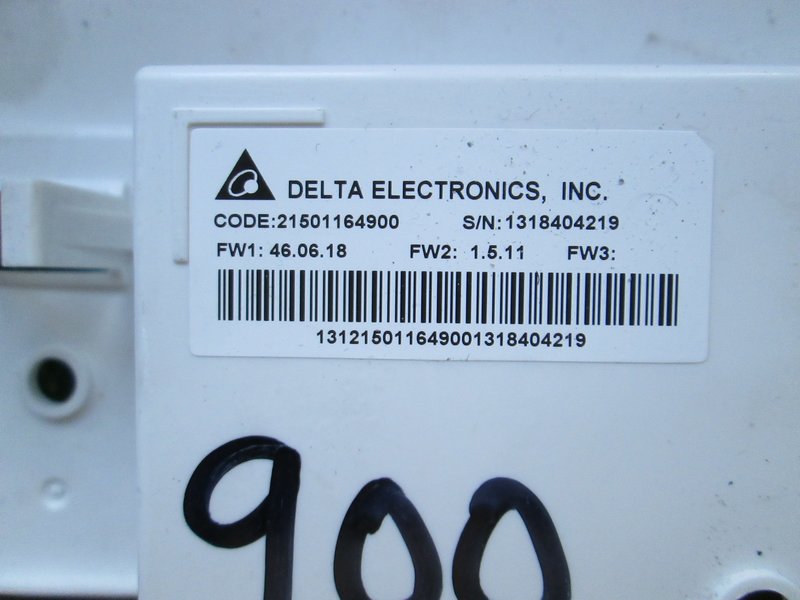 DELTA ELECTRONICS, INC.
CODE:21501164900 S/N:1318404219
FW1: 46.06.18 FW2: 1.5.11 FW3:
131215011649001318404219
900